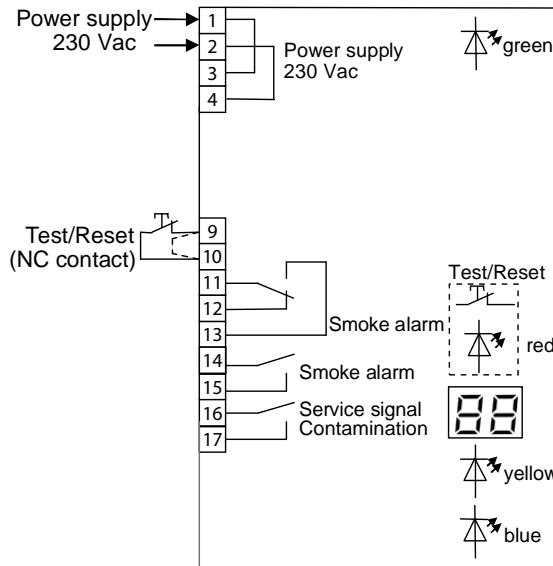 Power supply
230 Vac
1
2
3
4
Power supply
230 Vac
green
Test/Reset
(NC contact)
9
10
11
12
13
14
15
16
17
Smoke alarm
Smoke alarm
Service signal
Contamination
Test/Reset
red
88
yellow
blue